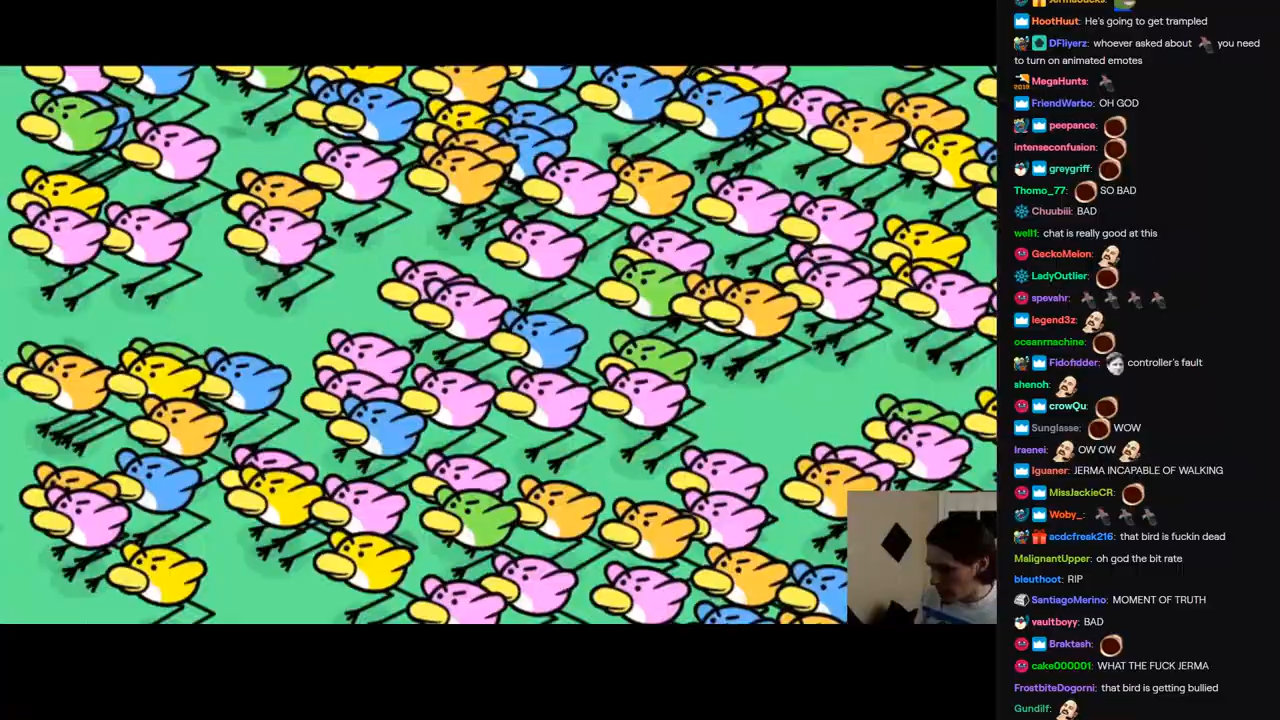 HootHuut: He's going to get trampled
DFliyerz: whoever asked about you need
to turn on animated emotes
MegaHunts:
FriendWarbo: OH GOD
peepance:
intenseconfusion:
greygriff:
Thomo_77: SO BAD
Chuubiii: BAD
well1: chat is really good at this
GeckoMelon:
LadyOutlier:
spevahr:
legend3z:
oceanmachine:
Fidofidder: controller's fault
shenoh:
crowQu:
Sunglasse: WOW
Iraenei: OW OW
Iguaner: JERMA INCAPABLE OF WALKING
MissJackieCR:
Woby_:
acdcfreak216: that bird is fuckin dead
MalignantUpper: oh god the bit rate
bleuthoot: RIP
SantiagoMerino: MOMENT OF TRUTH
vaultboyy: BAD
Braktash:
cake000001: WHAT THE FUCK JERMA
FrostbiteDogorni: that bird is getting bullied
Gundilf: